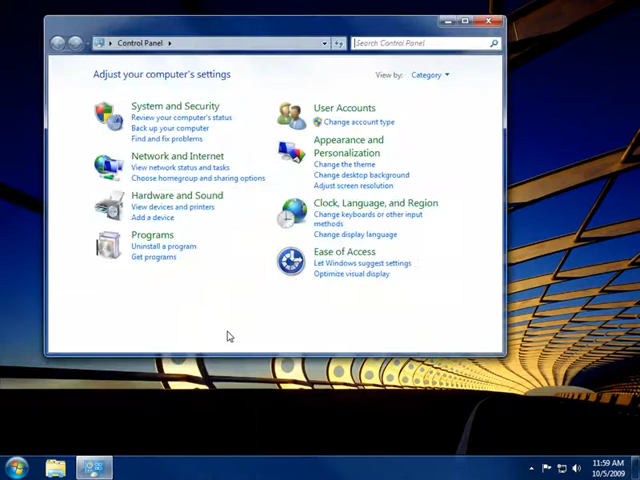 Control Panel
Search Control Panel
Adjust your computer's settings
View by: Category
System and Security
Review your computer's status
Back up your computer
Find and fix problems
Network and Internet
View network status and tasks
Choose homegroup and sharing options
Hardware and Sound
View devices and printers
Add a device
Programs
Uninstall a program
Get programs
User Accounts
Change account type
Appearance and
Personalization
Change the theme
Change desktop background
Adjust screen resolution
Clock, Language, and Region
Change keyboards or other input
methods
Change display language
Ease of Access
Let Windows suggest settings
Optimize visual display
11:59 AM
10/5/2009